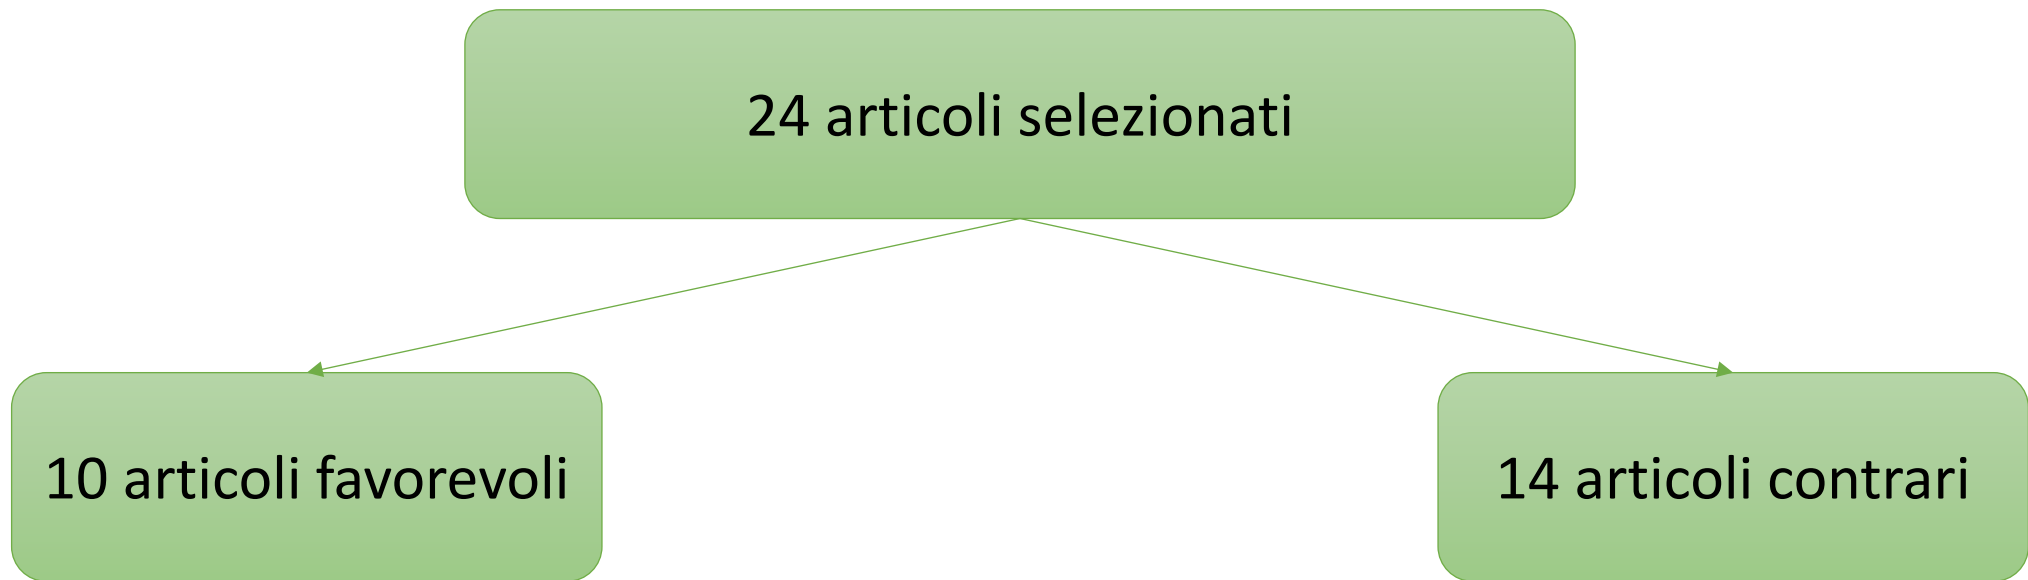 24 articoli selezionati
10 articoli favorevoli
14 articoli contrari